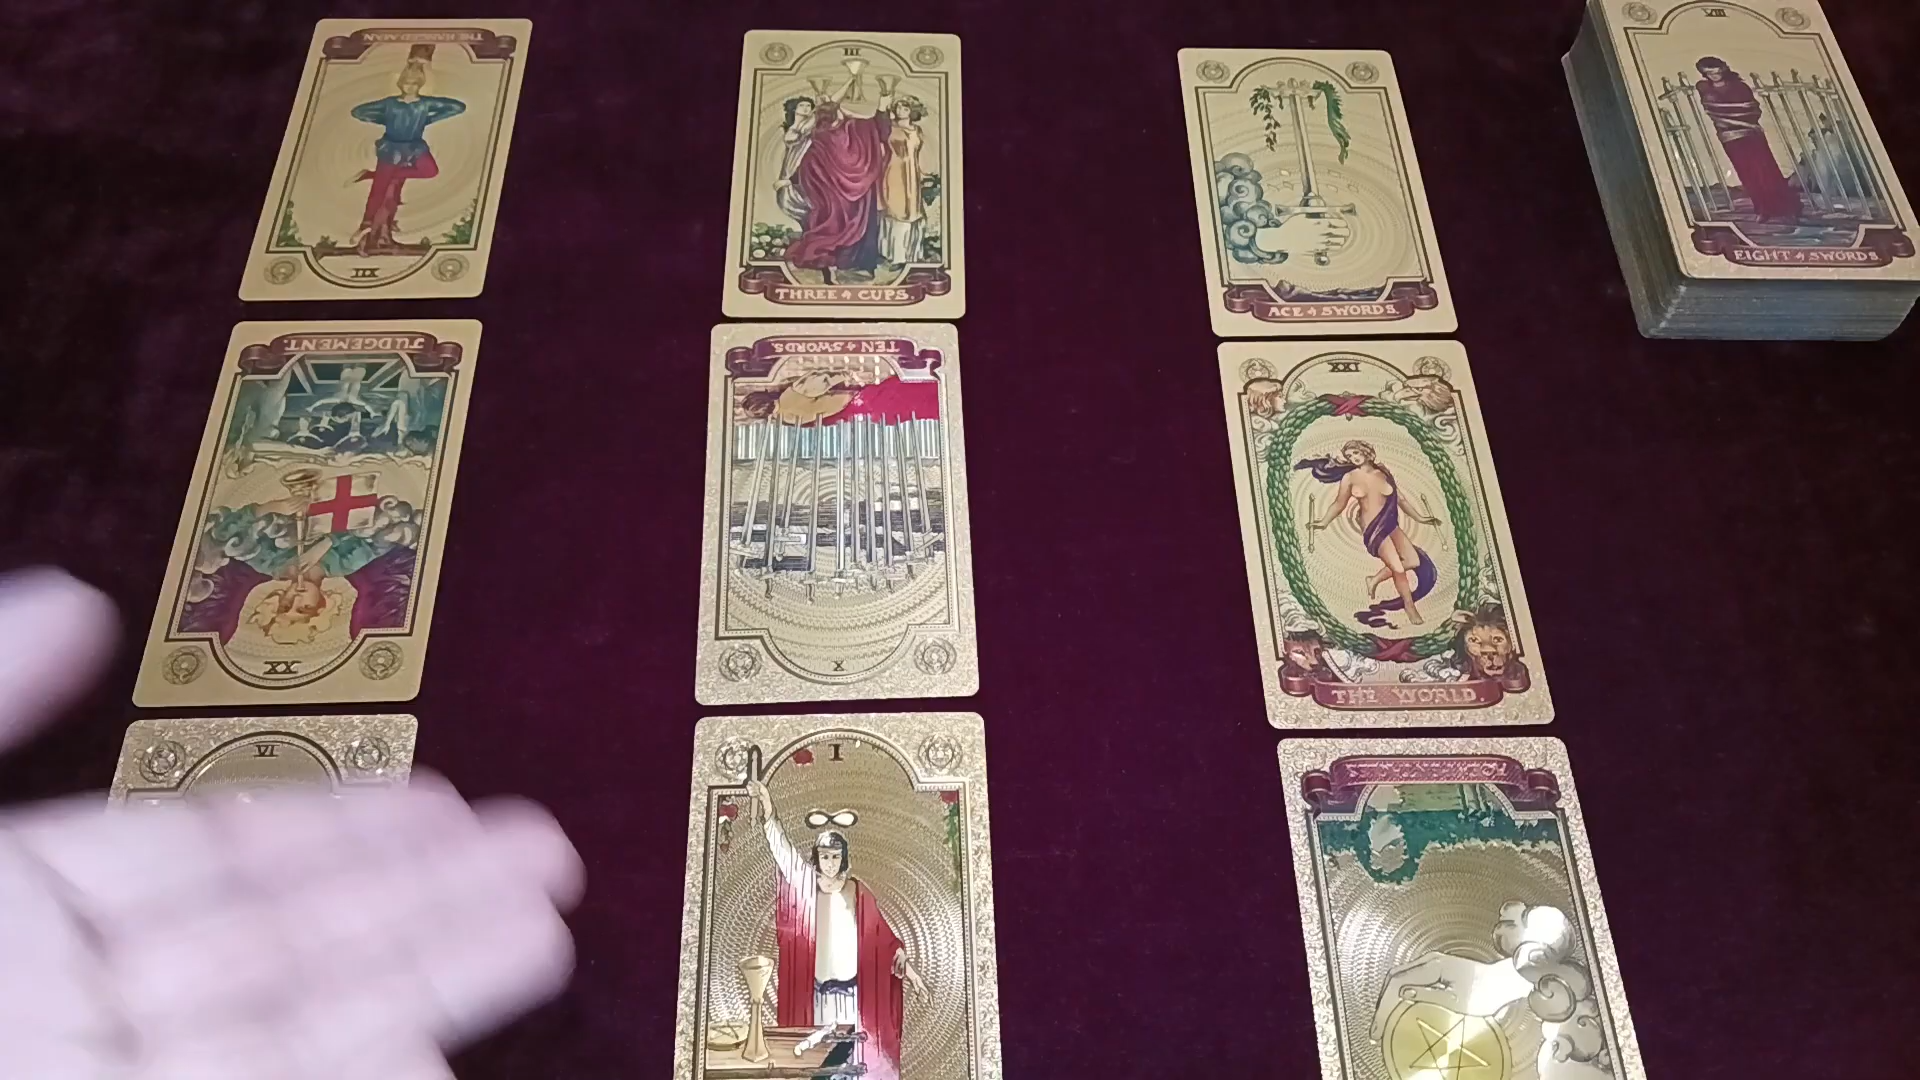 THE HANGED MAN
XII
III
THREE of CUPS.
ACE of SWORDS.
VIII
EIGHT of SWORDS.
JUDGEMENT.
XX
TEN of SWORDS.
X
XXI
THE WORLD.
VI
I